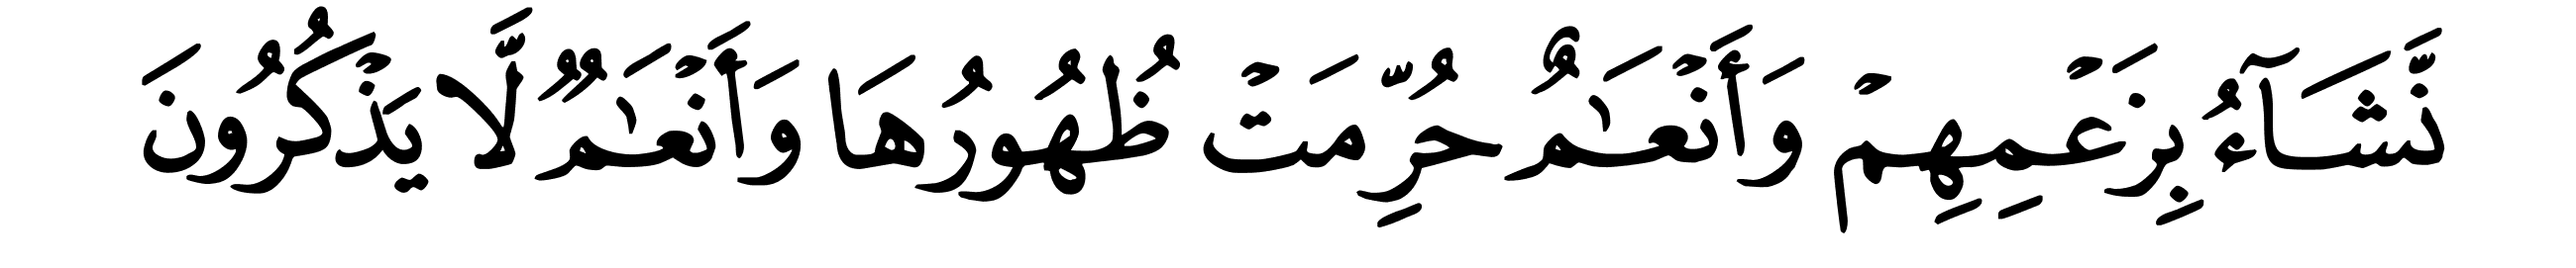 نَّشَآءُ بِزَعۡمِهِمۡ وَأَنۡعَٰمٌ حُرِّمَتۡ ظُهُورُهَا وَأَنۡعَٰمٞ لَّا يَذۡكُرُونَ